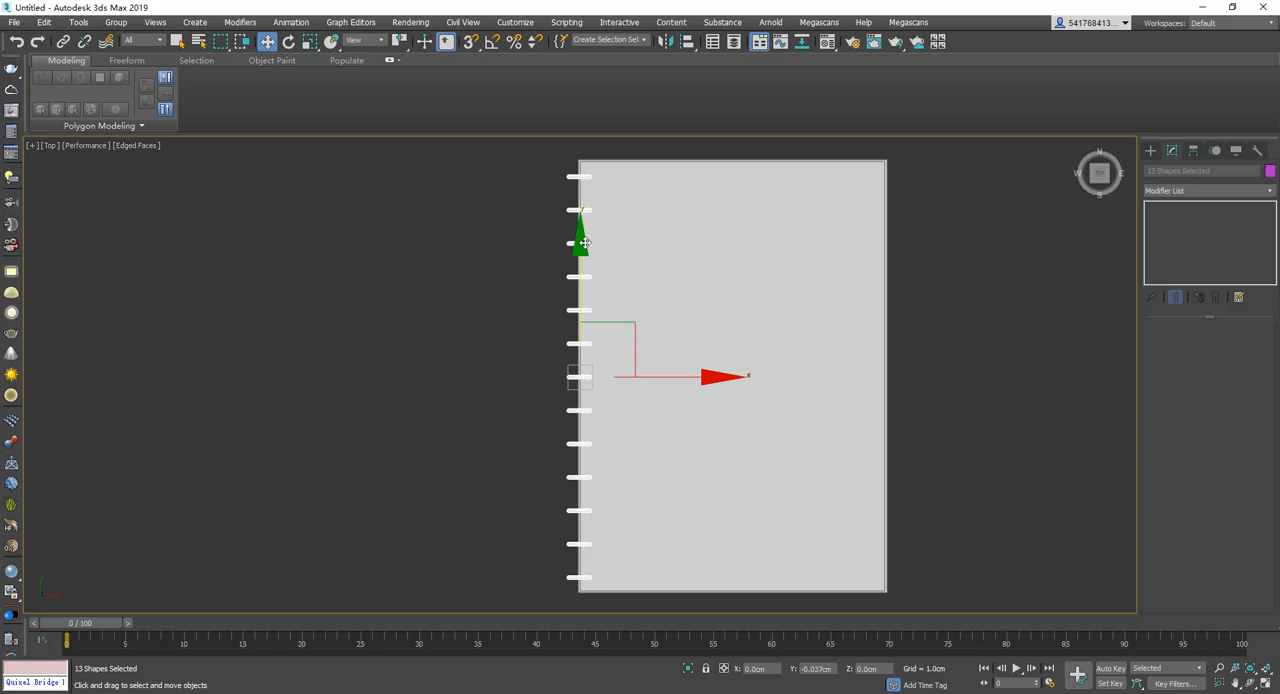 Untitled - Autodesk 3ds Max 2019
File Edit Tools Group Views Create Modifiers Animation Graph Editors Rendering Civil View Customize Scripting Interactive Content Substance Arnold Megascans Help Megascans
541768413... Workspaces: Default
All View Create Selection Set
Modeling Freeform Selection Object Paint Populate
Polygon Modeling
[+] [Top] [Performance] [Edged Faces]
N
W TOP E
S
13 Shapes Selected
Modifier List
y
x
0 / 100
0 5 10 15 20 25 30 35 40 45 50 55 60 65 70 75 80 85 90 95 100
13 Shapes Selected X: 0.0cm Y: -0.037cm Z: 0.0cm Grid = 1.0cm Auto Key Selected
Quixel Bridge Click and drag to select and move objects Add Time Tag 0 Set Key Key Filters...